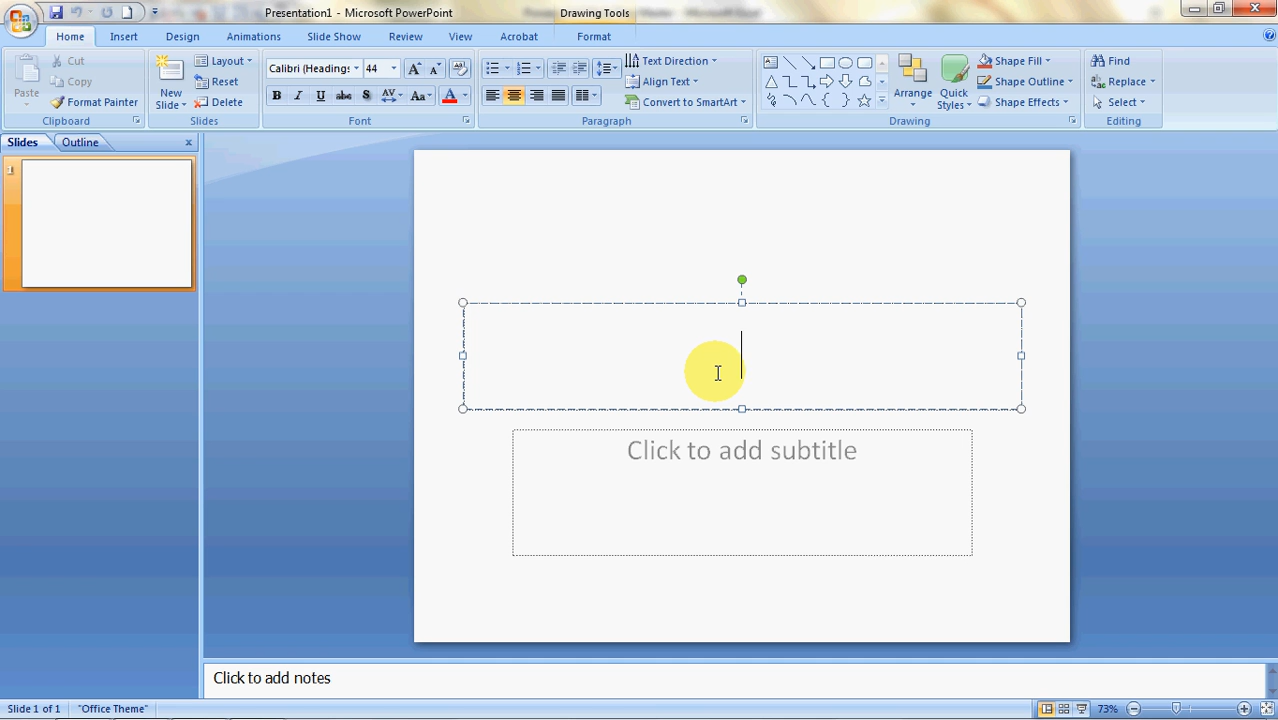 Presentation1 - Microsoft PowerPoint
Drawing Tools
Home Insert Design Animations Slide Show Review View Acrobat Format
Paste
Cut
Copy
Format Painter
Clipboard
New
Slide
Layout
Reset
Delete
Slides
Calibri (Headings 44
B I U abc S AV Aa A
Font
Text Direction
Align Text
Convert to SmartArt
Paragraph
Arrange
Quick
Styles
Shape Fill
Shape Outline
Shape Effects
Drawing
Find
Replace
Select
Editing
Slides Outline
1
Click to add subtitle
Click to add notes
Slide 1 of 1 "Office Theme" 73%